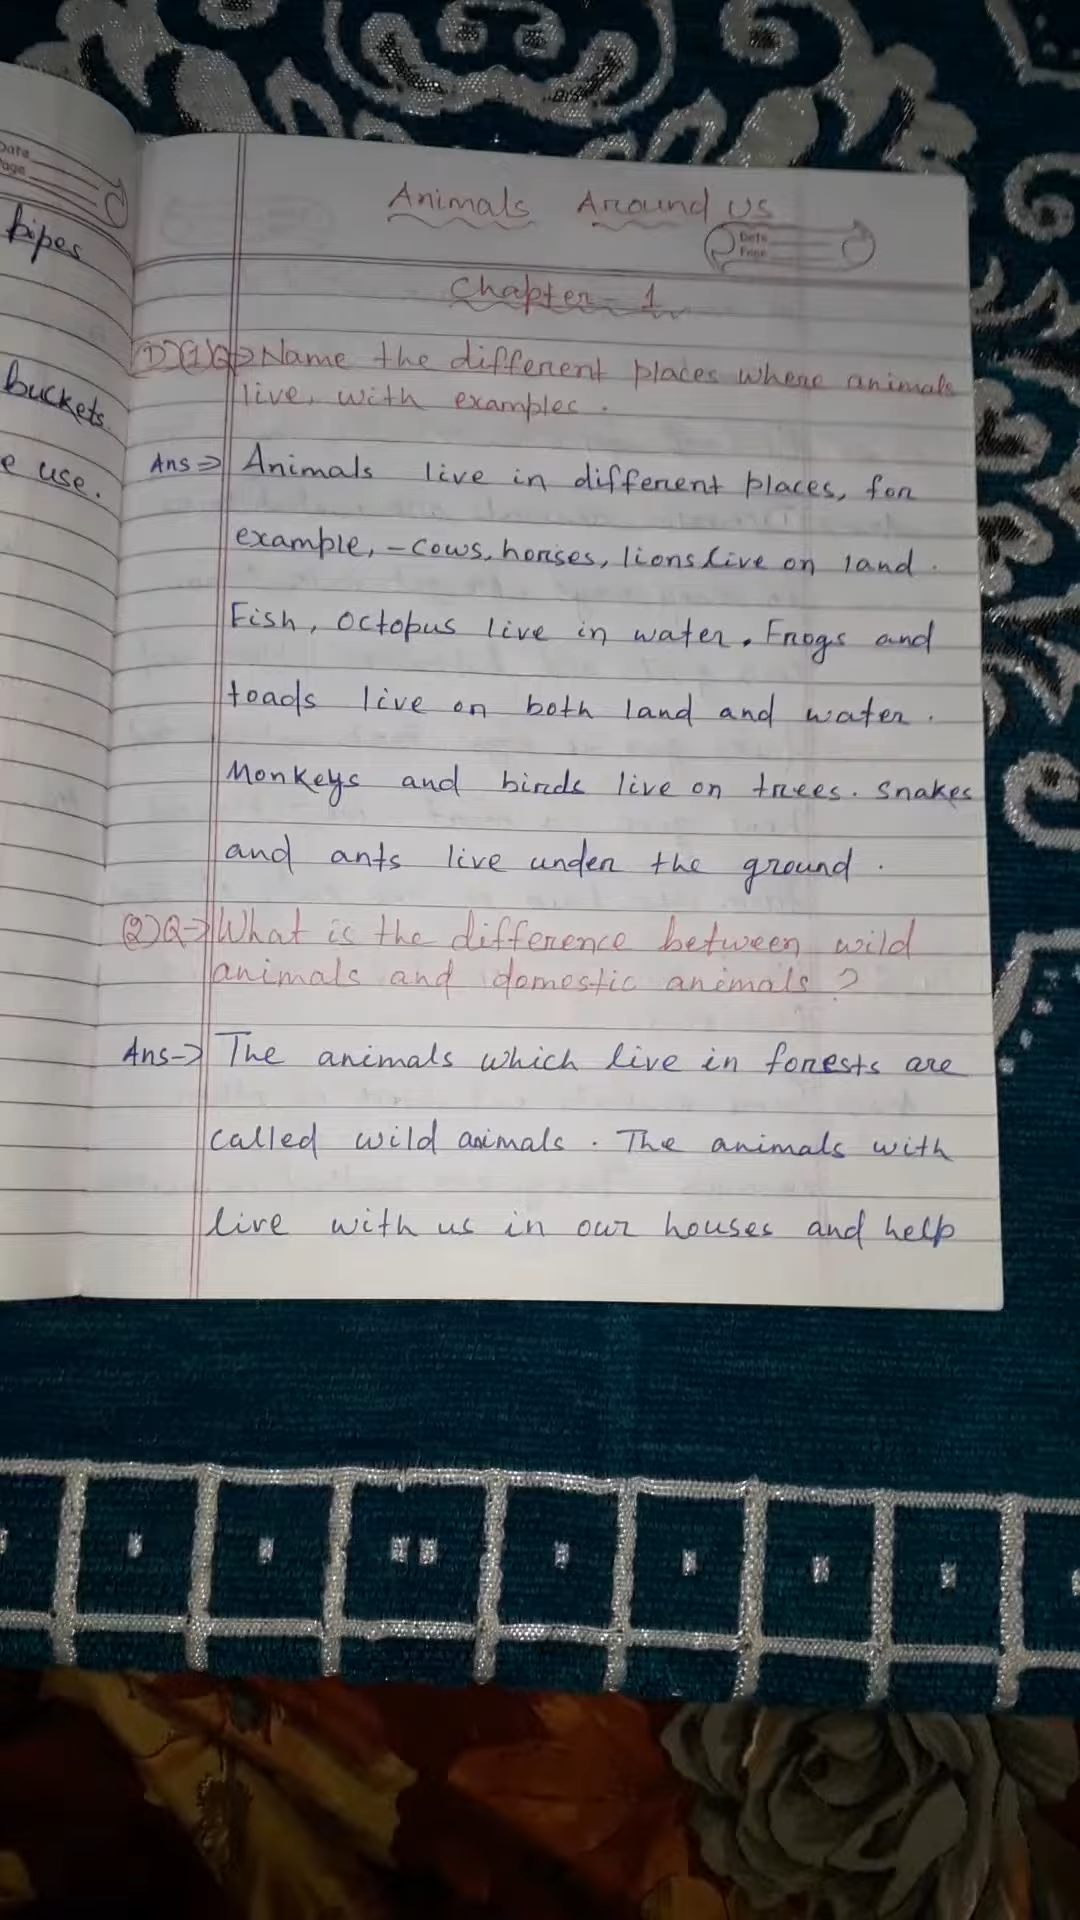 Date
Page
pipes
buckets.
e use.
Animals Around us
Date
Page
Chapter - 1
D)(1)Q⇒ Name the different places where animals
live, with examples.
Ans⇒ Animals live in different places, for
example, - cows, horses, lions live on land.
Fish, Octopus live in water. Frogs and
toads live on both land and water.
Monkeys and birds live on trees. Snakes
and ants live under the ground.
(2)Q→ What is the difference between wild
animals and domestic animals?
Ans→ The animals which live in forests are
called wild animals. The animals with
live with us in our houses and help